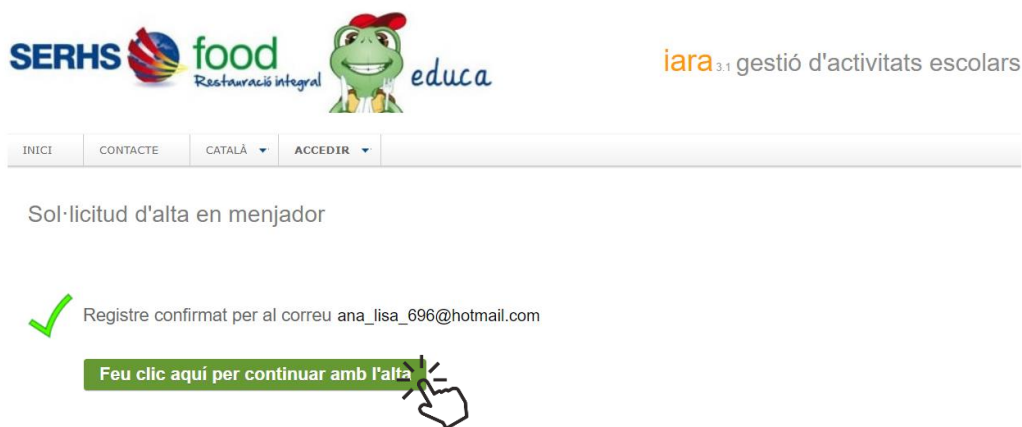 SERHS food
Restauració integral
educa
iara 3.1 gestió d'activitats escolars
INICI CONTACTE CATALÀ ACCEDIR
Sol·licitud d'alta en menjador
Registre confirmat per al correu ana_lisa_696@hotmail.com
Feu clic aquí per continuar amb l'alta